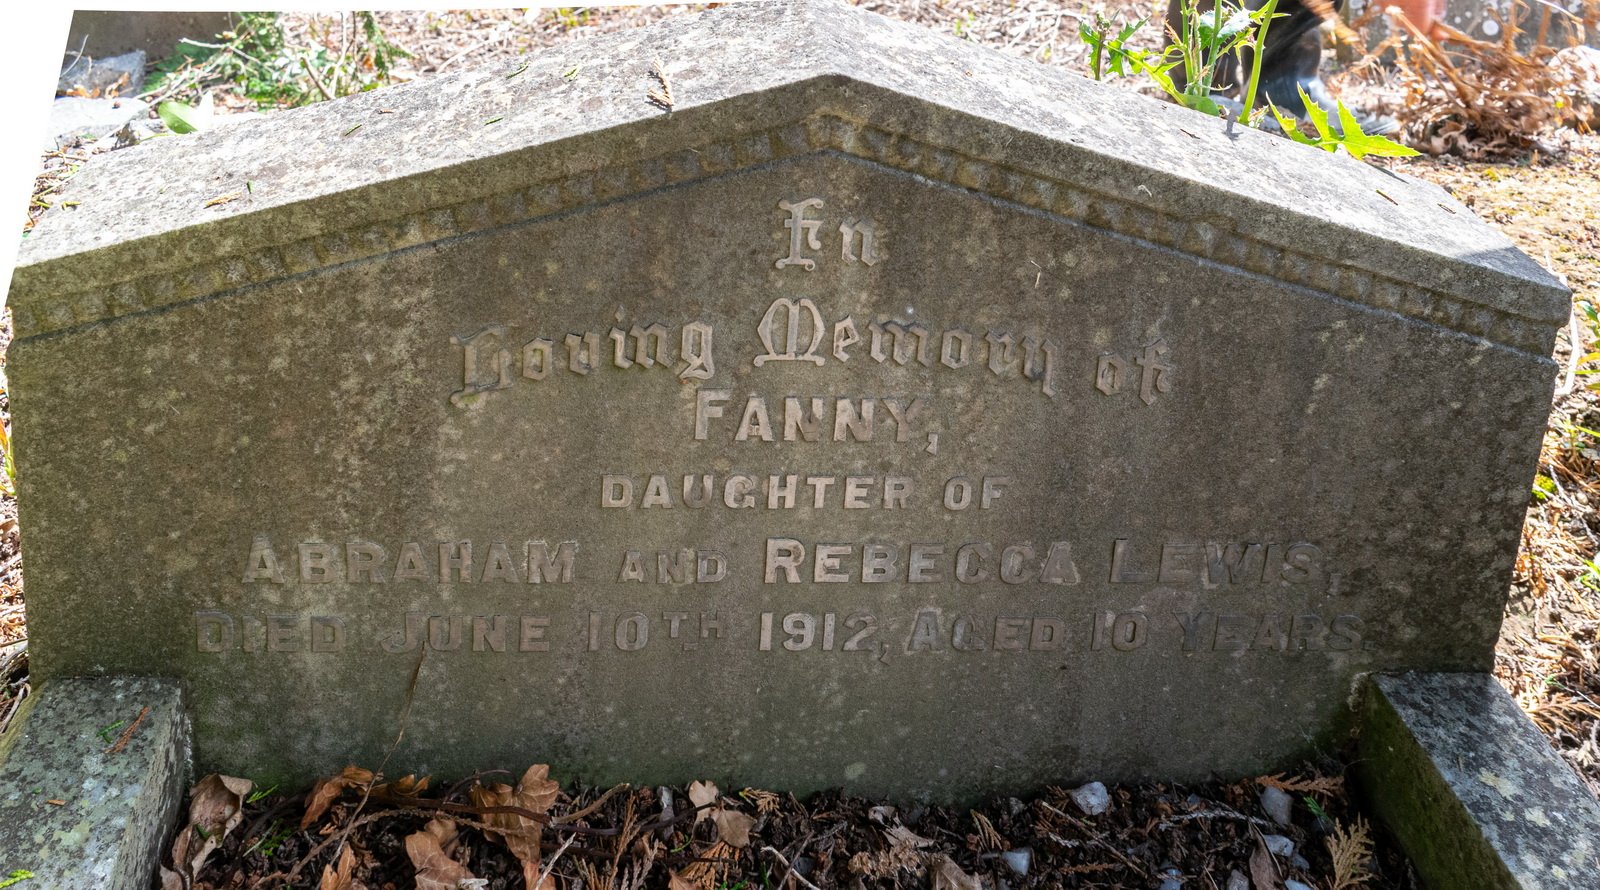 In
Loving Memory of
FANNY,
DAUGHTER OF
ABRAHAM AND REBECCA LEWIS,
DIED JUNE 10TH 1912, AGED 10 YEARS.